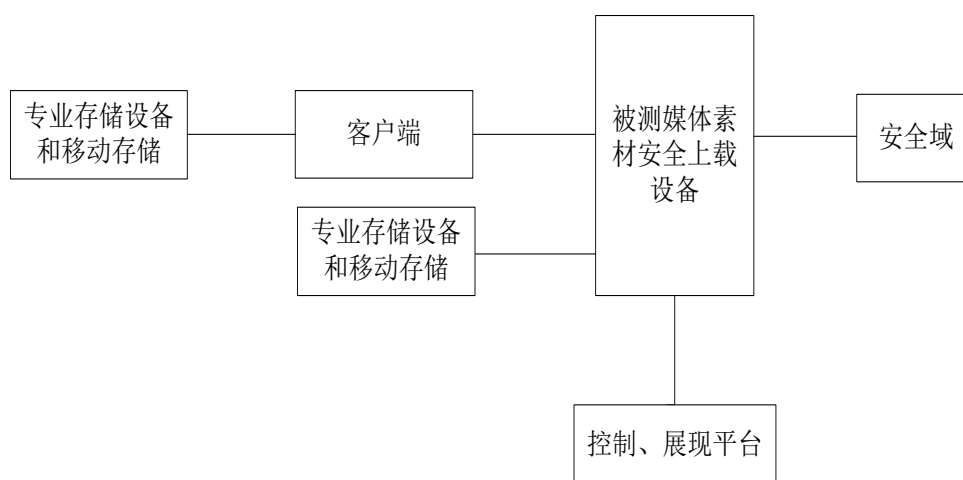 专业存储设备
和移动存储
客户端
被测媒体素
材安全上载
设备
安全域
专业存储设备
和移动存储
控制、展现平台